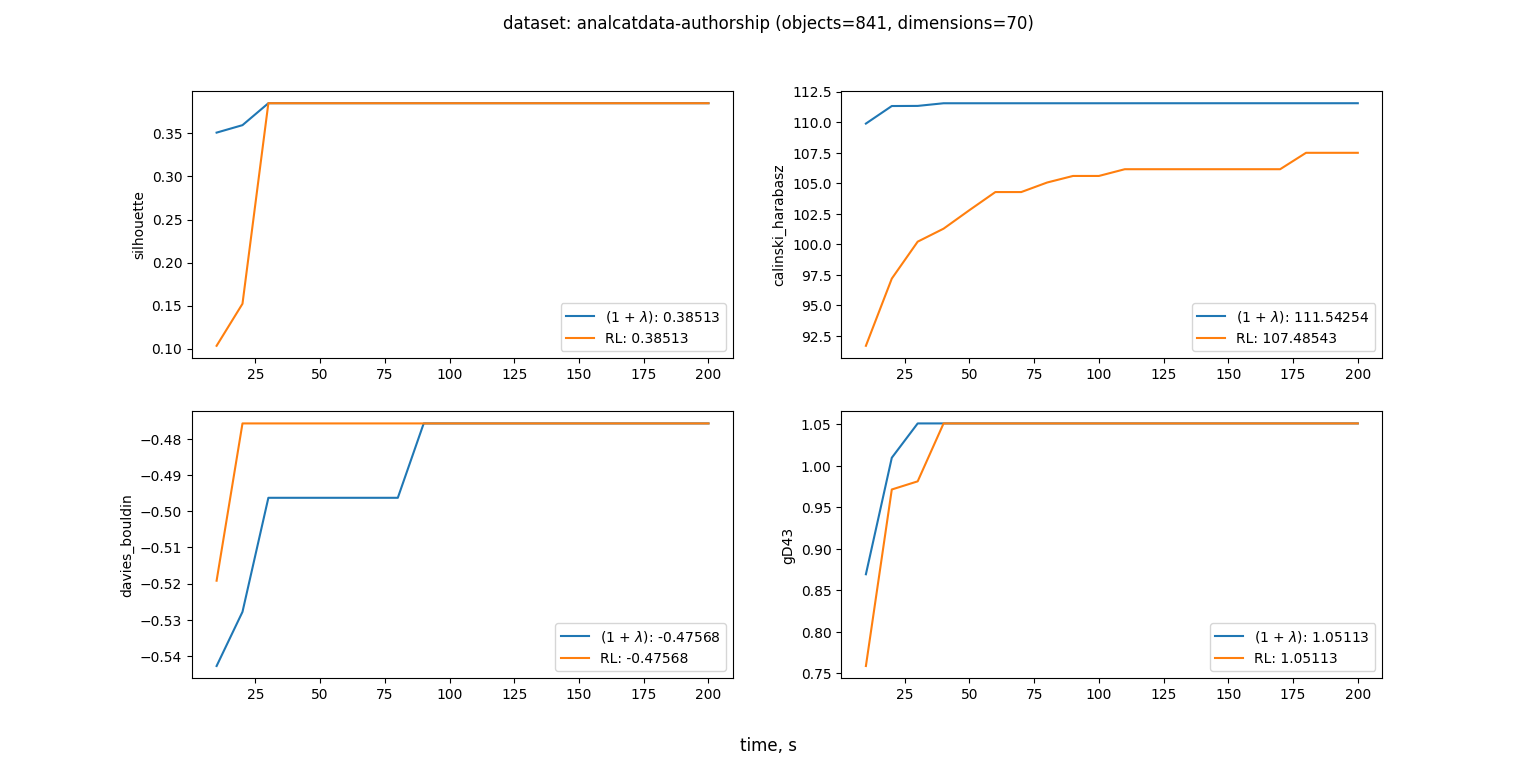 dataset: analcatdata-authorship (objects=841, dimensions=70)
silhouette
0.35
0.30
0.25
0.20
0.15
0.10
(1 + λ): 0.38513
RL: 0.38513
25 50 75 100 125 150 175 200
calinski_harabasz
112.5
110.0
107.5
105.0
102.5
100.0
97.5
95.0
92.5
(1 + λ): 111.54254
RL: 107.48543
25 50 75 100 125 150 175 200
davies_bouldin
−0.48
−0.49
−0.50
−0.51
−0.52
−0.53
−0.54
(1 + λ): -0.47568
RL: -0.47568
25 50 75 100 125 150 175 200
gD43
1.05
1.00
0.95
0.90
0.85
0.80
0.75
(1 + λ): 1.05113
RL: 1.05113
25 50 75 100 125 150 175 200
time, s